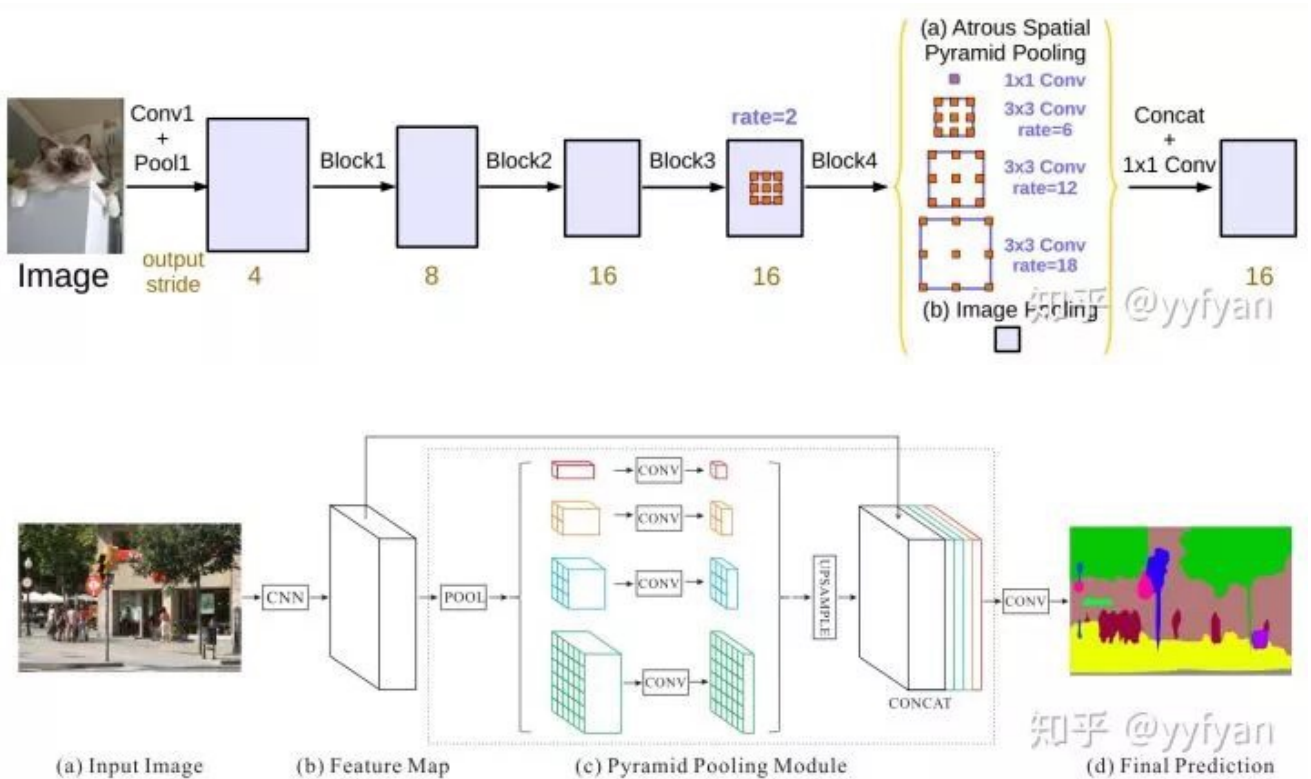 (a) Atrous Spatial
Pyramid Pooling
1x1 Conv
3x3 Conv
rate=6
3x3 Conv
rate=12
3x3 Conv
rate=18
(b) Image Pooling
Conv1
+
Pool1
Block1
Block2
Block3
rate=2
Block4
Concat
+
1x1 Conv
Image
output
stride
4
8
16
16
16
知乎 @yyfyan
CNN
POOL
CONV
CONV
CONV
CONV
UPSAMPLE
CONCAT
CONV
知乎 @yyfyan
(a) Input Image
(b) Feature Map
(c) Pyramid Pooling Module
(d) Final Prediction